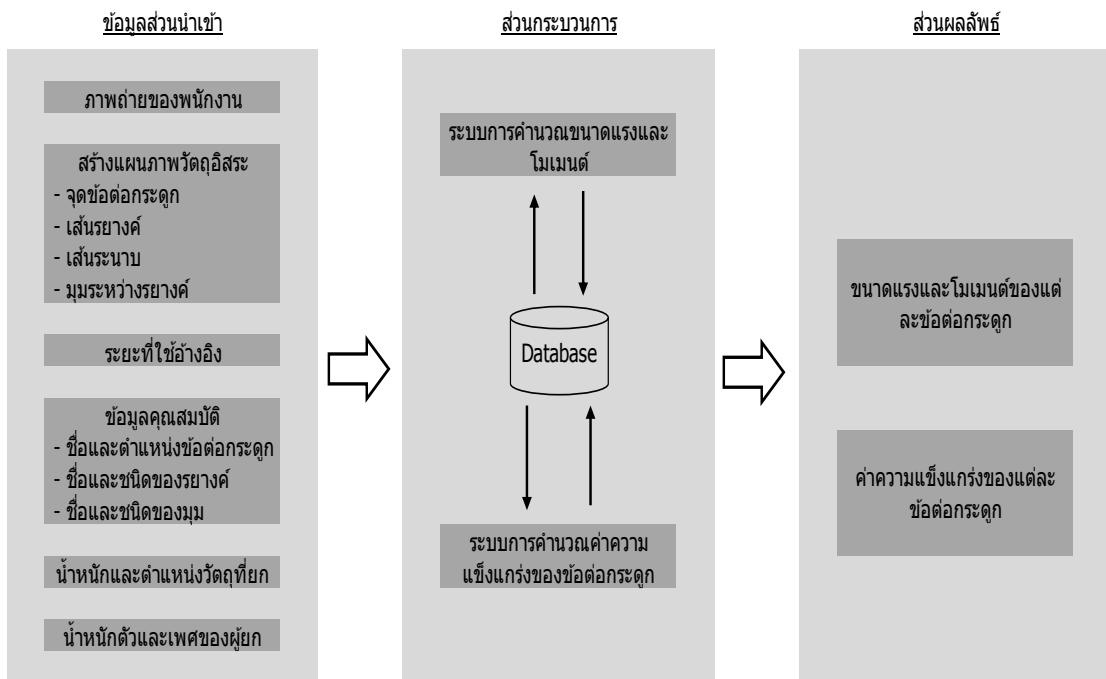 ข้อมูลส่วนนำเข้า
ภาพถ่ายของพนักงาน
สร้างแผนภาพวัตถุอิสระ
- จุดข้อต่อกระดูก
- เส้นรยางค์
- เส้นระนาบ
- มุมระหว่างรยางค์
ระยะที่ใช้อ้างอิง
ข้อมูลคุณสมบัติ
- ชื่อและตำแหน่งข้อต่อกระดูก
- ชื่อและชนิดของรยางค์
- ชื่อและชนิดของมุม
น้ำหนักและตำแหน่งวัตถุที่ยก
น้ำหนักตัวและเพศของผู้ยก
ส่วนกระบวนการ
ระบบการคำนวณขนาดแรงและ
โมเมนต์
Database
ระบบการคำนวณค่าความ
แข็งแกร่งของข้อต่อกระดูก
ส่วนผลลัพธ์
ขนาดแรงและโมเมนต์ของแต่
ละข้อต่อกระดูก
ค่าความแข็งแกร่งของแต่ละ
ข้อต่อกระดูก